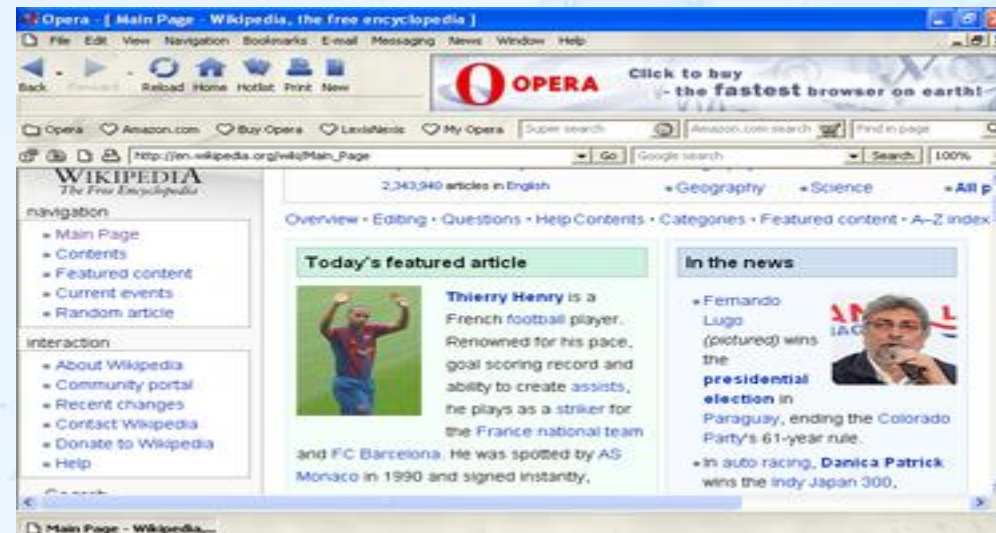 Opera - [ Main Page - Wikipedia, the free encyclopedia ]
File Edit View Navigation Bookmarks E-mail Messaging News Window Help
Back Reload Home Hotlist Print New
OPERA
Click to buy
- the fastest browser on earth!
Opera Amazon.com Buy Opera LexisNexis My Opera Super search Amazon.com search Find in page
http://en.wikipedia.org/wiki/Main_Page Go Google search Search 100%
WIKIPEDIA
The Free Encyclopedia
navigation
Main Page
Contents
Featured content
Current events
Random article
interaction
About Wikipedia
Community portal
Recent changes
Contact Wikipedia
Donate to Wikipedia
Help
2,343,940 articles in English
Geography Science All p
Overview · Editing · Questions · Help Contents · Categories · Featured content · A–Z index
Today's featured article
Thierry Henry is a
French football player.
Renowned for his pace,
goal scoring record and
ability to create assists,
he plays as a striker for
the France national team
and FC Barcelona. He was spotted by AS
Monaco in 1990 and signed instantly,
In the news
Fernando
Lugo
(pictured) wins
the
presidential
election in
Paraguay, ending the Colorado
Party's 61-year rule.
In auto racing, Danica Patrick
wins the Indy Japan 300,
Main Page - Wikipedia,...